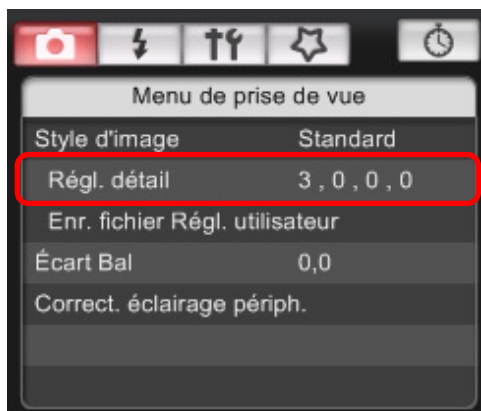 Menu de prise de vue
Style d'image Standard
Régl. détail 3 , 0 , 0 , 0
Enr. fichier Régl. utilisateur
Écart Bal 0,0
Correct. éclairage périph.